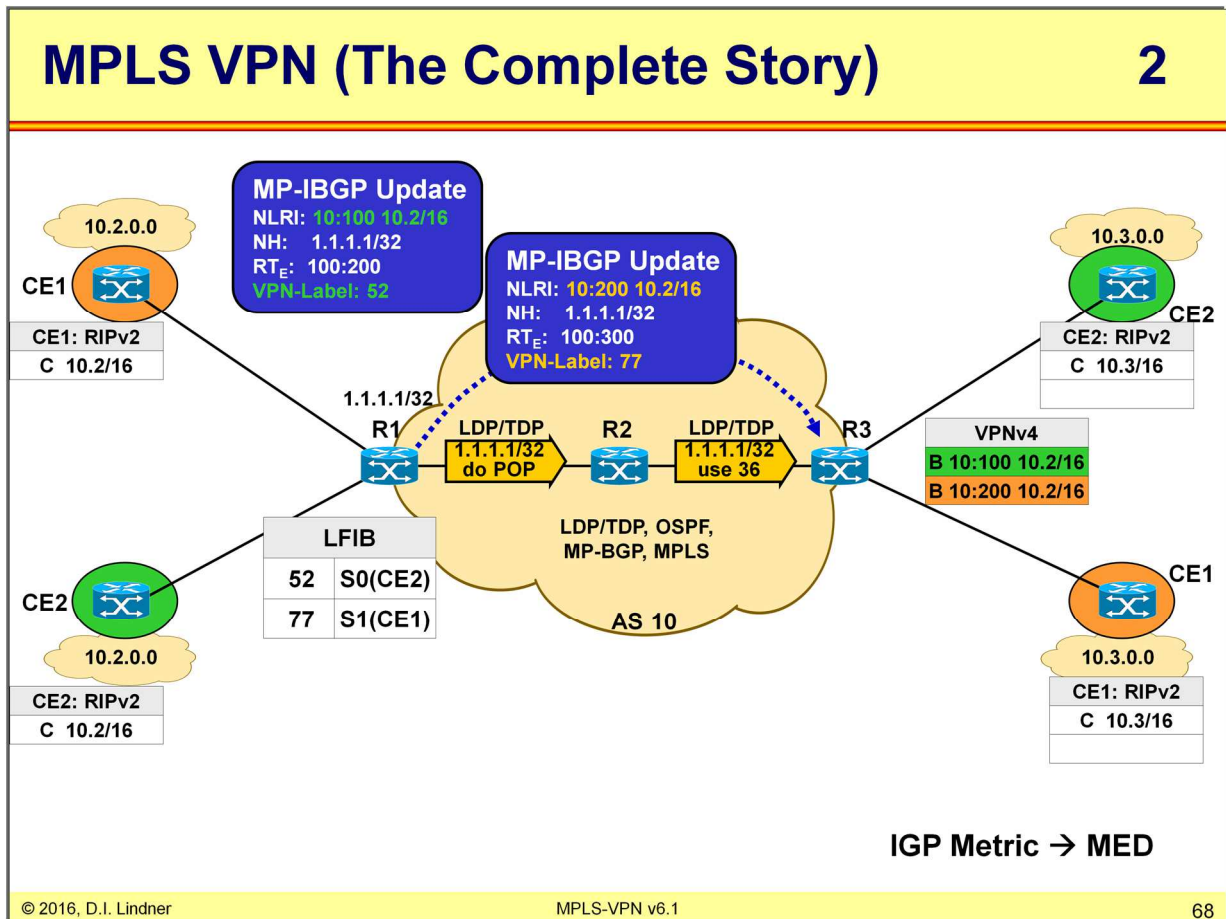 MPLS VPN (The Complete Story) 2
MP-IBGP Update
NLRI: 10:100 10.2/16
NH: 1.1.1.1/32
RTE: 100:200
VPN-Label: 52
MP-IBGP Update
NLRI: 10:200 10.2/16
NH: 1.1.1.1/32
RTE: 100:300
VPN-Label: 77
10.2.0.0
CE1
CE1: RIPv2
C 10.2/16
10.3.0.0
CE2
CE2: RIPv2
C 10.3/16
1.1.1.1/32
R1
LDP/TDP
1.1.1.1/32
do POP
R2
LDP/TDP
1.1.1.1/32
use 36
R3
VPNv4
B 10:100 10.2/16
B 10:200 10.2/16
LDP/TDP, OSPF,
MP-BGP, MPLS
AS 10
LFIB
52 S0(CE2)
77 S1(CE1)
CE2
10.2.0.0
CE2: RIPv2
C 10.2/16
CE1
10.3.0.0
CE1: RIPv2
C 10.3/16
IGP Metric → MED
© 2016, D.I. Lindner MPLS-VPN v6.1 68